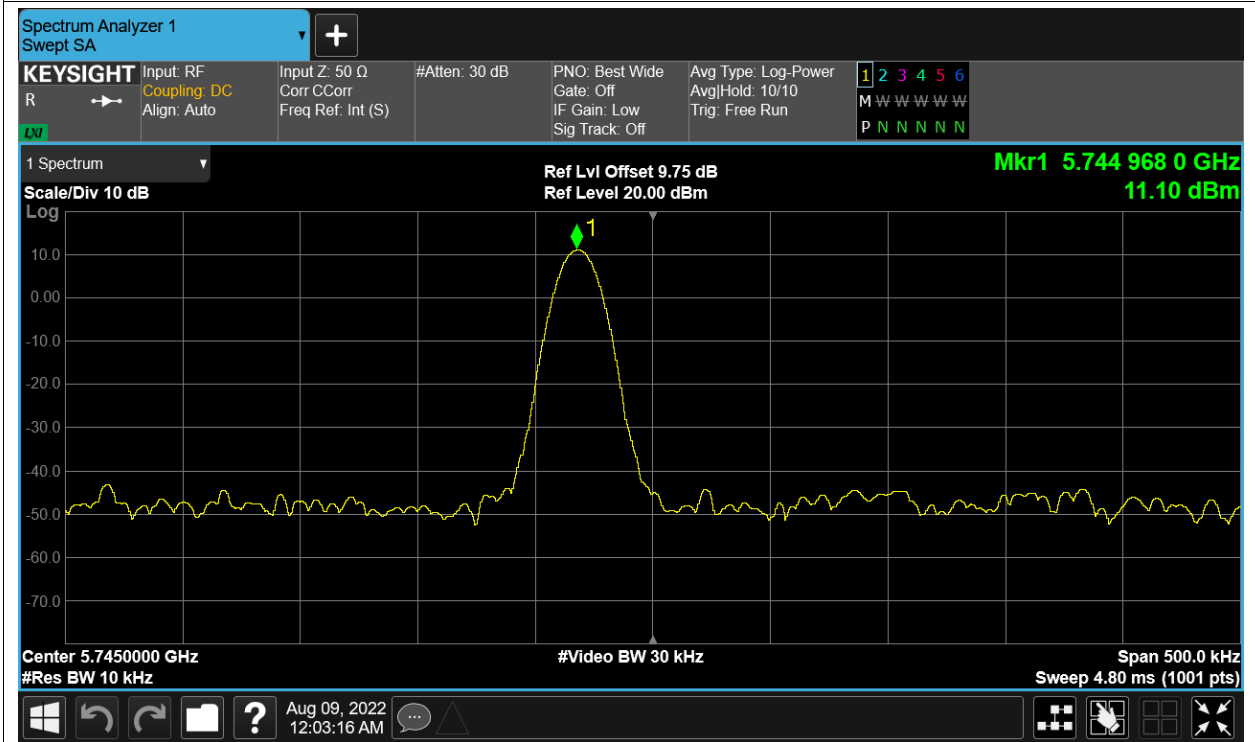 Spectrum Analyzer 1
Swept SA
+
KEYSIGHT
R
LXI
Input: RF
Coupling: DC
Align: Auto
Input Z: 50 Ω
Corr CCorr
Freq Ref: Int (S)
#Atten: 30 dB
PNO: Best Wide
Gate: Off
IF Gain: Low
Sig Track: Off
Avg Type: Log-Power
Avg|Hold: 10/10
Trig: Free Run
1 2 3 4 5 6
M W W W W W
P N N N N N
1 Spectrum
Scale/Div 10 dB
Log
Ref Lvl Offset 9.75 dB
Ref Level 20.00 dBm
Mkr1 5.744 968 0 GHz
11.10 dBm
1
10.0
0.00
-10.0
-20.0
-30.0
-40.0
-50.0
-60.0
-70.0
Center 5.7450000 GHz
#Res BW 10 kHz
#Video BW 30 kHz
Span 500.0 kHz
Sweep 4.80 ms (1001 pts)
?
Aug 09, 2022
12:03:16 AM